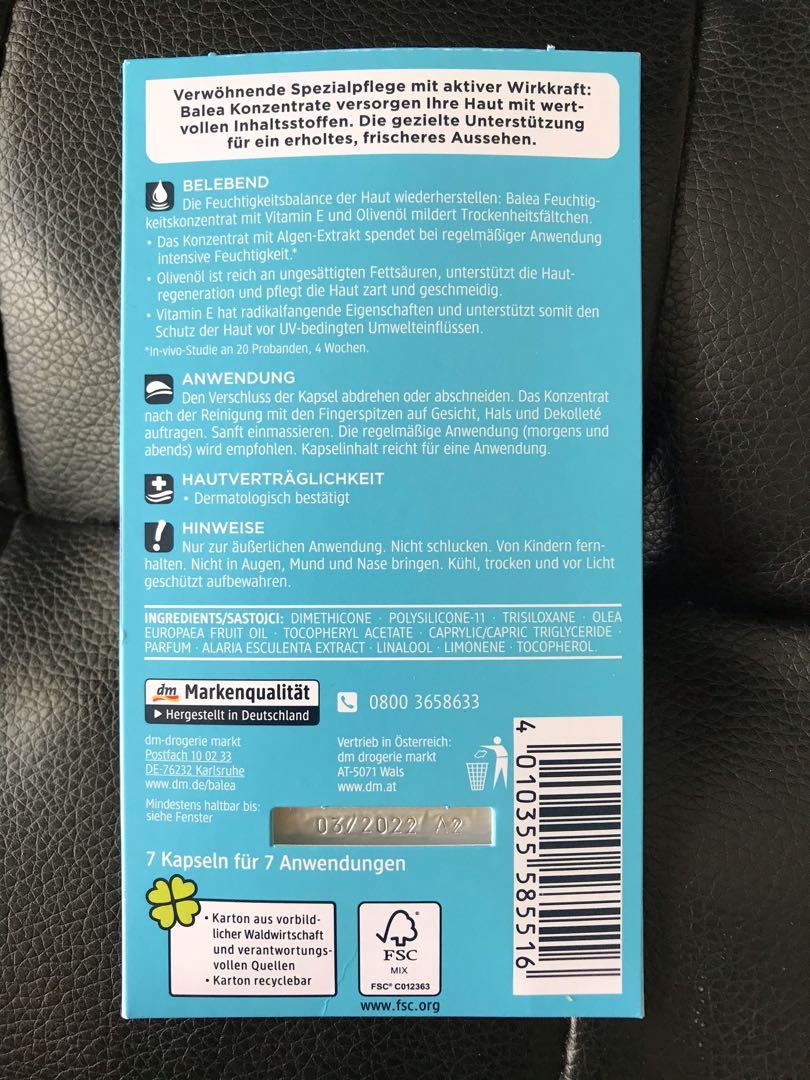 Verwöhnende Spezialpflege mit aktiver Wirkkraft:
Balea Konzentrate versorgen Ihre Haut mit wert-
vollen Inhaltsstoffen. Die gezielte Unterstützung
für ein erholtes, frischeres Aussehen.
BELEBEND
Die Feuchtigkeitsbalance der Haut wiederherstellen: Balea Feuchtig-
keitskonzentrat mit Vitamin E und Olivenöl mildert Trockenheitsfältchen.
• Das Konzentrat mit Algen-Extrakt spendet bei regelmäßiger Anwendung
intensive Feuchtigkeit.*
• Olivenöl ist reich an ungesättigten Fettsäuren, unterstützt die Haut-
regeneration und pflegt die Haut zart und geschmeidig.
• Vitamin E hat radikalfangende Eigenschaften und unterstützt somit den
Schutz der Haut vor UV-bedingten Umwelteinflüssen.
*In-vivo-Studie an 20 Probanden, 4 Wochen.
ANWENDUNG
Den Verschluss der Kapsel abdrehen oder abschneiden. Das Konzentrat
nach der Reinigung mit den Fingerspitzen auf Gesicht, Hals und Dekolleté
auftragen. Sanft einmassieren. Die regelmäßige Anwendung (morgens und
abends) wird empfohlen. Kapselinhalt reicht für eine Anwendung.
HAUTVERTRÄGLICHKEIT
• Dermatologisch bestätigt
HINWEISE
Nur zur äußerlichen Anwendung. Nicht schlucken. Von Kindern fern-
halten. Nicht in Augen, Mund und Nase bringen. Kühl, trocken und vor Licht
geschützt aufbewahren.
INGREDIENTS/SASTOJCI: DIMETHICONE · POLYSILICONE-11 · TRISILOXANE · OLEA
EUROPAEA FRUIT OIL · TOCOPHERYL ACETATE · CAPRYLIC/CAPRIC TRIGLYCERIDE ·
PARFUM · ALARIA ESCULENTA EXTRACT · LINALOOL · LIMONENE · TOCOPHEROL.
dm Markenqualität
▶ Hergestellt in Deutschland
0800 3658633
dm-drogerie markt
Postfach 10 02 33
DE-76232 Karlsruhe
www.dm.de/balea
Vertrieb in Österreich:
dm drogerie markt
AT-5071 Wals
www.dm.at
Mindestens haltbar bis:
siehe Fenster
03/2022 A2
7 Kapseln für 7 Anwendungen
• Karton aus vorbild-
licher Waldwirtschaft
und verantwortungs-
vollen Quellen
• Karton recyclebar
FSC
MIX
FSC® C012363
www.fsc.org
4 010355 585516